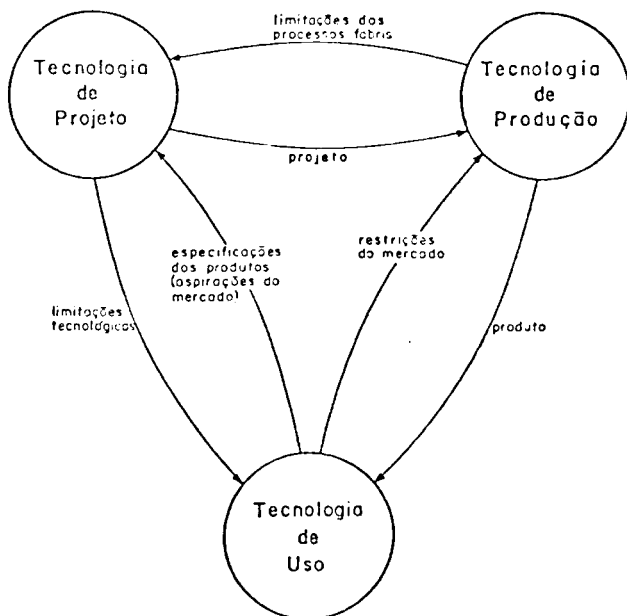 limitações dos
processos fabris
Tecnologia
de
Projeto
Tecnologia
de
Produção
projeto
especificações
dos produtos
(aspirações do
mercado)
restrições
do mercado
limitações
tecnológicas
produto
Tecnologia
de
Uso